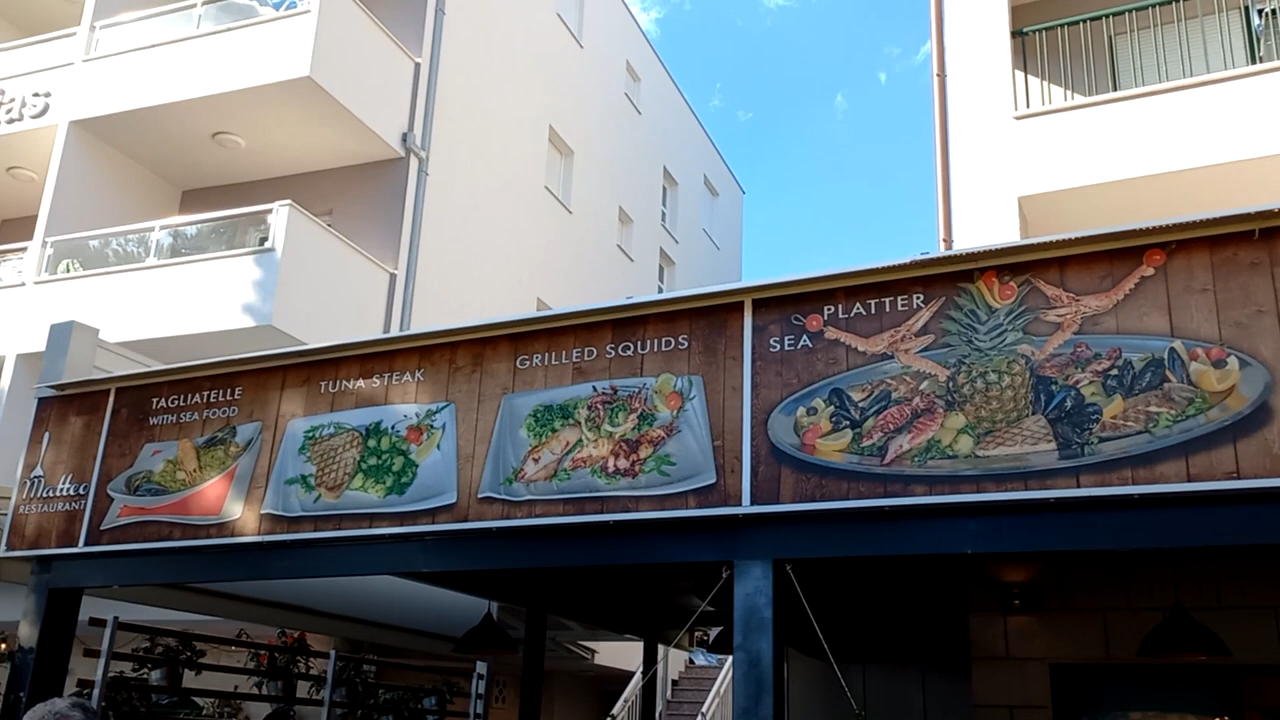 Matteo
RESTAURANT
TAGLIATELLE
WITH SEA FOOD
TUNA STEAK
GRILLED SQUIDS
SEA PLATTER